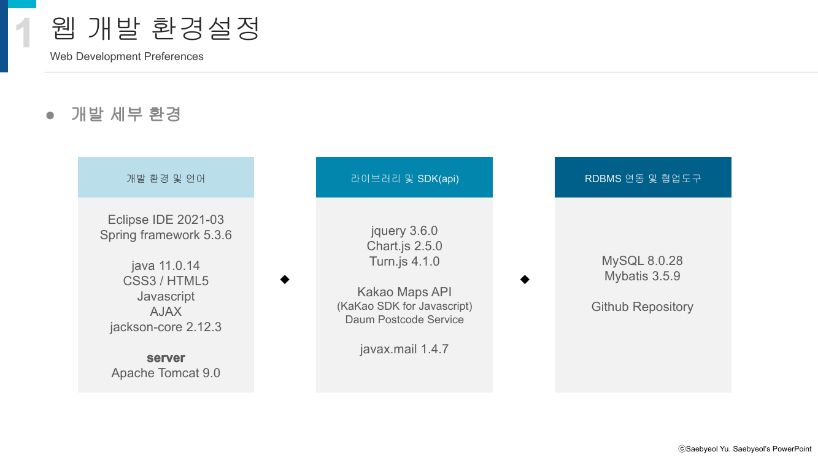 1
웹 개발 환경설정
Web Development Preferences
● 개발 세부 환경
개발 환경 및 언어
Eclipse IDE 2021-03
Spring framework 5.3.6
java 11.0.14
CSS3 / HTML5
Javascript
AJAX
jackson-core 2.12.3
server
Apache Tomcat 9.0
라이브러리 및 SDK(api)
jquery 3.6.0
Chart.js 2.5.0
Turn.js 4.1.0
Kakao Maps API
(KaKao SDK for Javascript)
Daum Postcode Service
javax.mail 1.4.7
RDBMS 연동 및 협업도구
MySQL 8.0.28
Mybatis 3.5.9
Github Repository
ⓒSaebyeol Yu. Saebyeol's PowerPoint